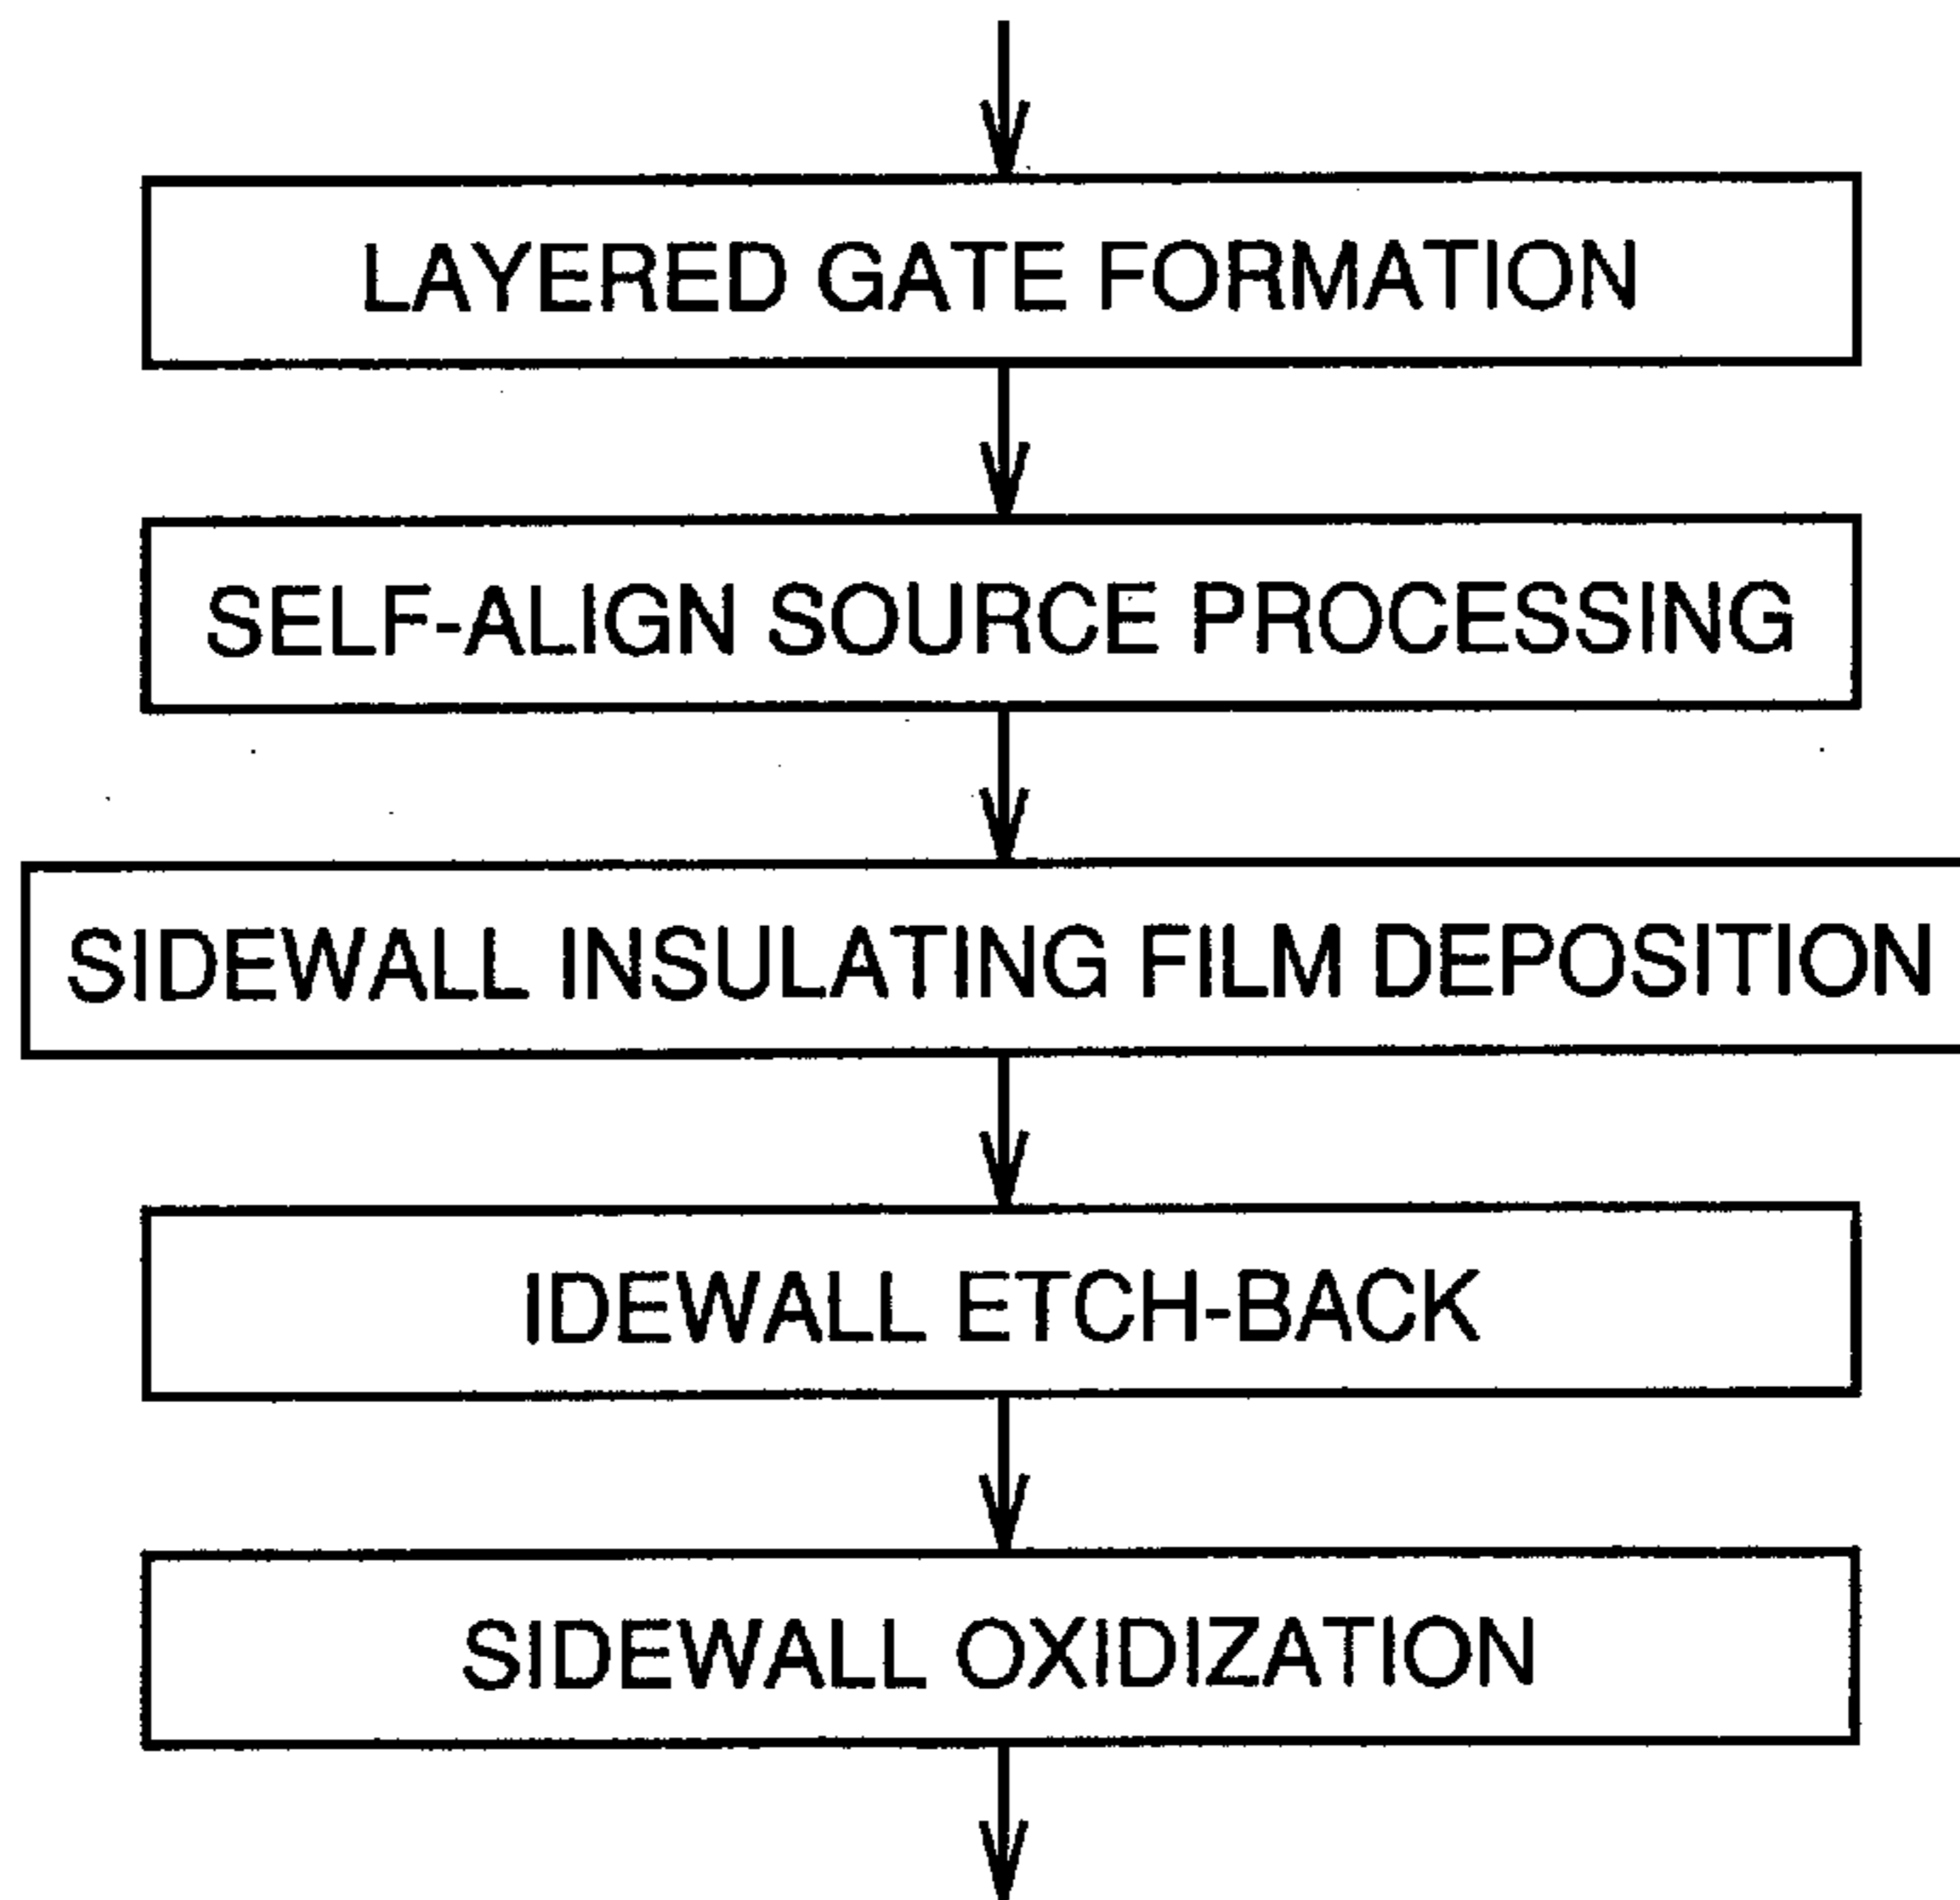 LAYERED GATE FORMATION
SELF-ALIGN SOURCE PROCESSING
SIDEWALL INSULATING FILM DEPOSITION
IDEWALL ETCH-BACK
SIDEWALL OXIDIZATION